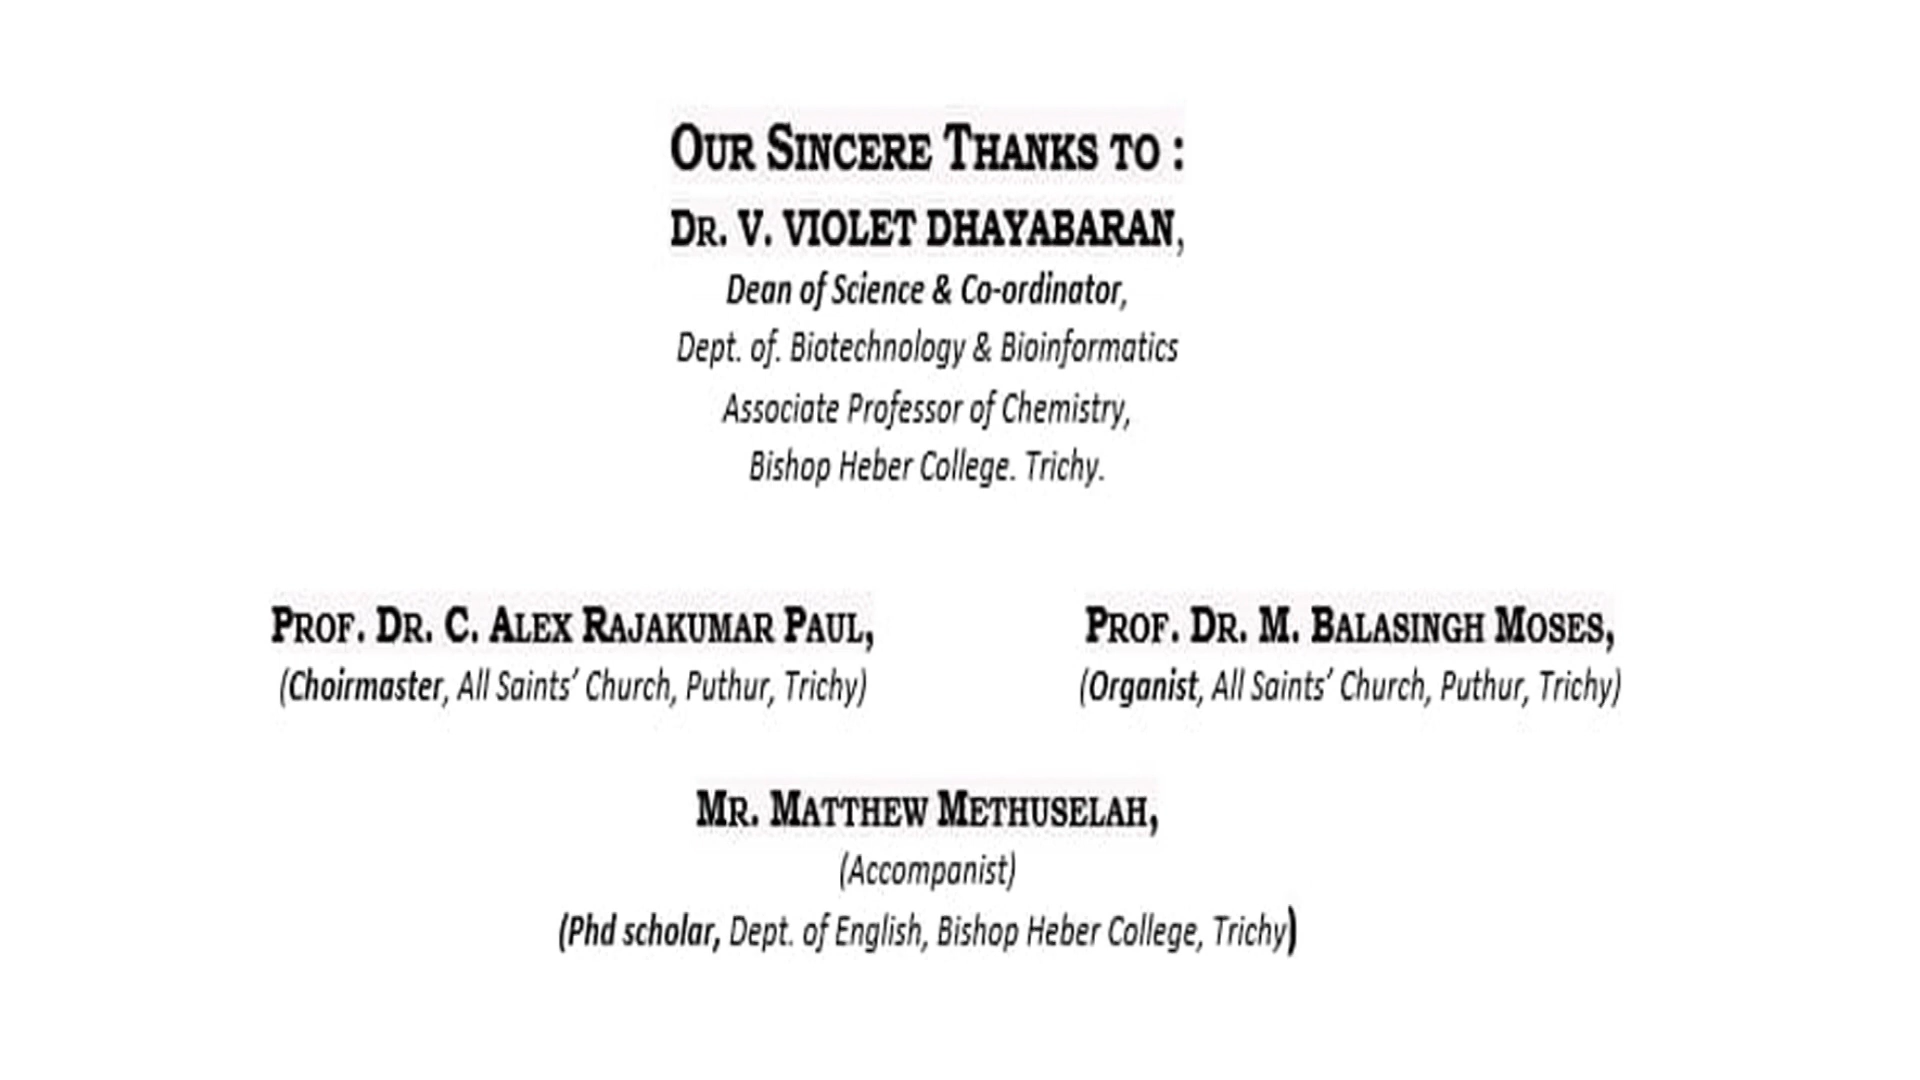 OUR SINCERE THANKS TO :
DR. V. VIOLET DHAYABARAN,
Dean of Science & Co-ordinator,
Dept. of. Biotechnology & Bioinformatics
Associate Professor of Chemistry,
Bishop Heber College. Trichy.
PROF. DR. C. ALEX RAJAKUMAR PAUL,
(Choirmaster, All Saints’ Church, Puthur, Trichy)
PROF. DR. M. BALASINGH MOSES,
(Organist, All Saints’ Church, Puthur, Trichy)
MR. MATTHEW METHUSELAH,
(Accompanist)
(Phd scholar, Dept. of English, Bishop Heber College, Trichy)